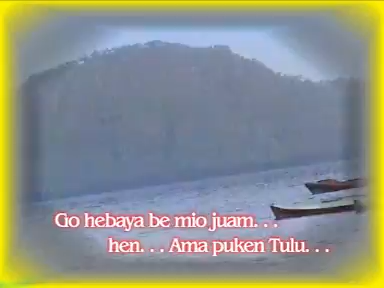 Go hebaya be mio juam. . .
hen. . . Ama puken Tulu. . .